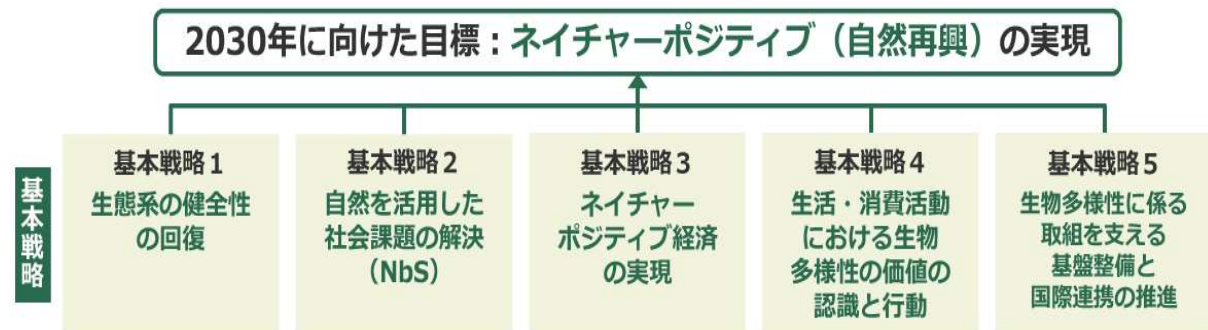 2030年に向けた目標：ネイチャーポジティブ（自然再興）の実現
基本戦略
基本戦略1
生態系の健全性
の回復
基本戦略2
自然を活用した
社会課題の解決
（NbS）
基本戦略3
ネイチャー
ポジティブ経済
の実現
基本戦略4
生活・消費活動
における生物
多様性の価値の
認識と行動
基本戦略5
生物多様性に係る
取組を支える
基盤整備と
国際連携の推進